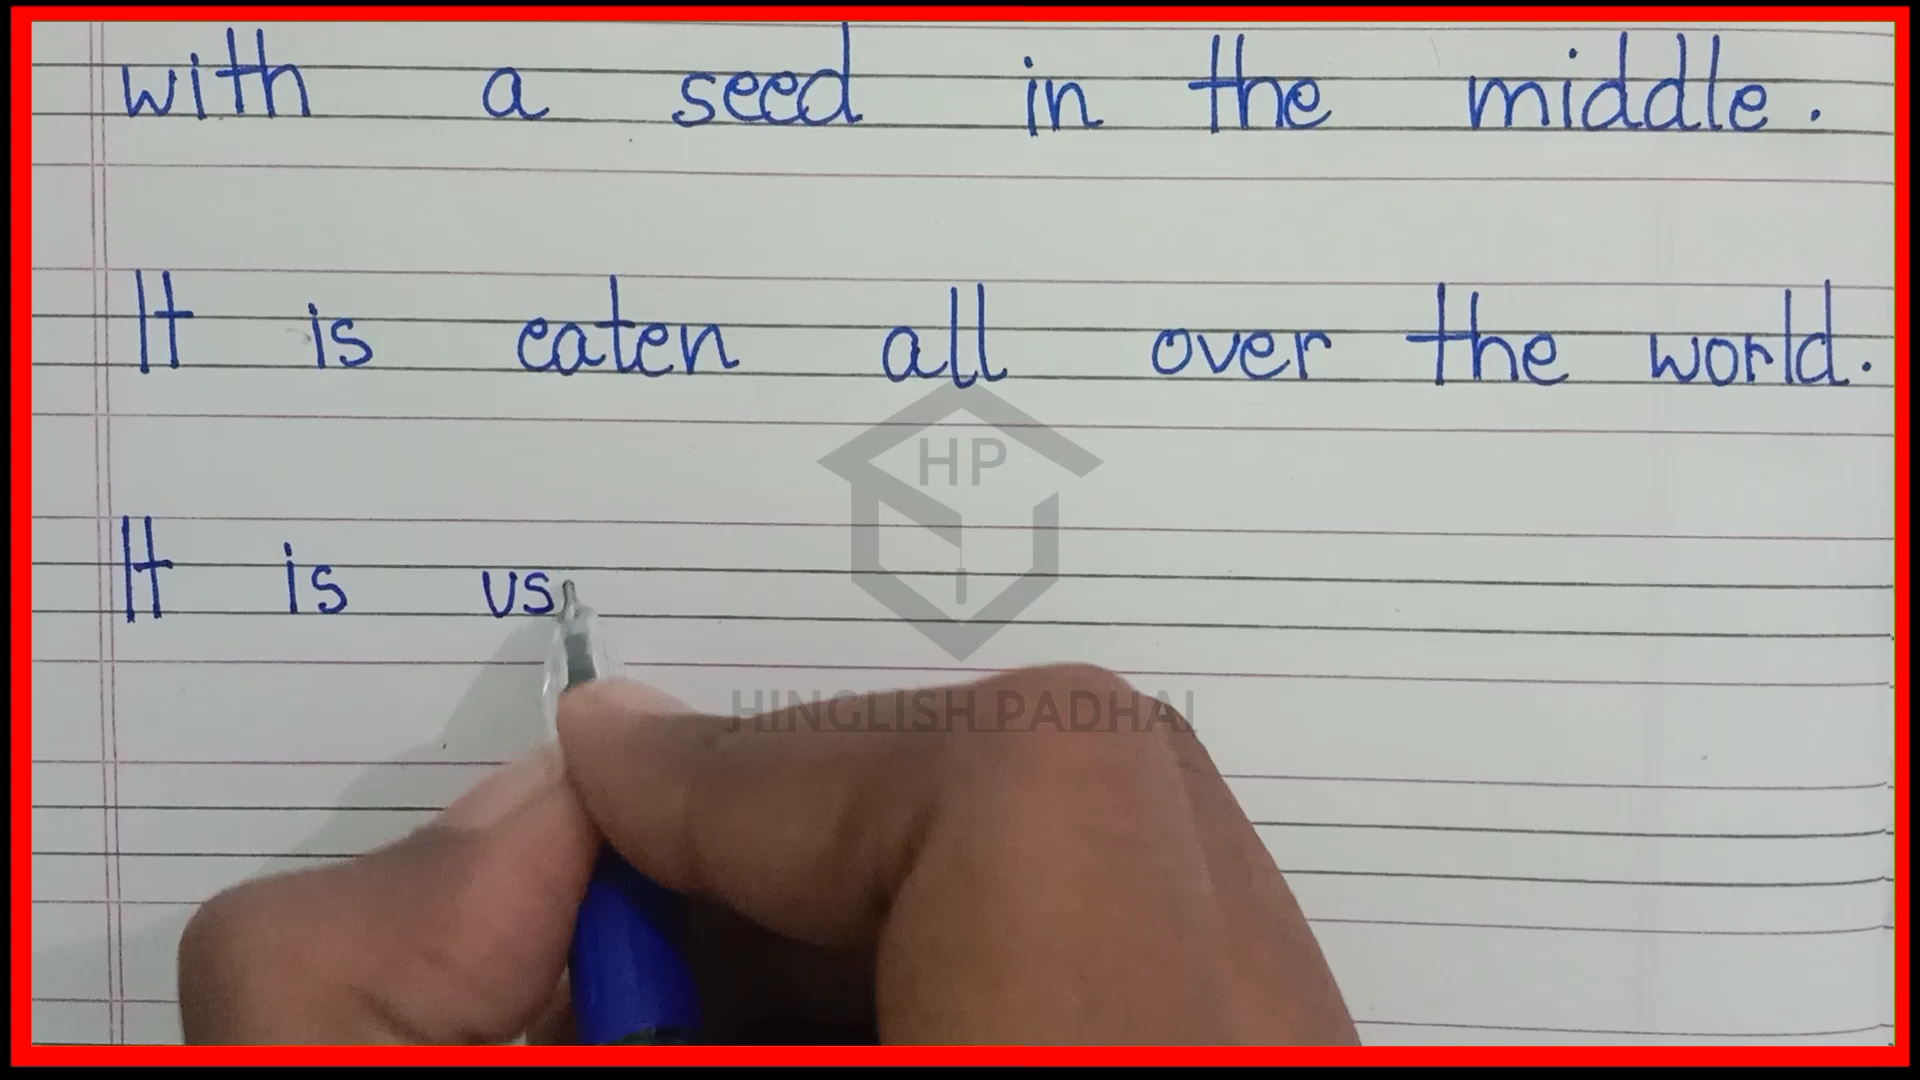 with a seed in the middle.
It is eaten all over the world.
HP
It is us
HINGLISH PADHAI